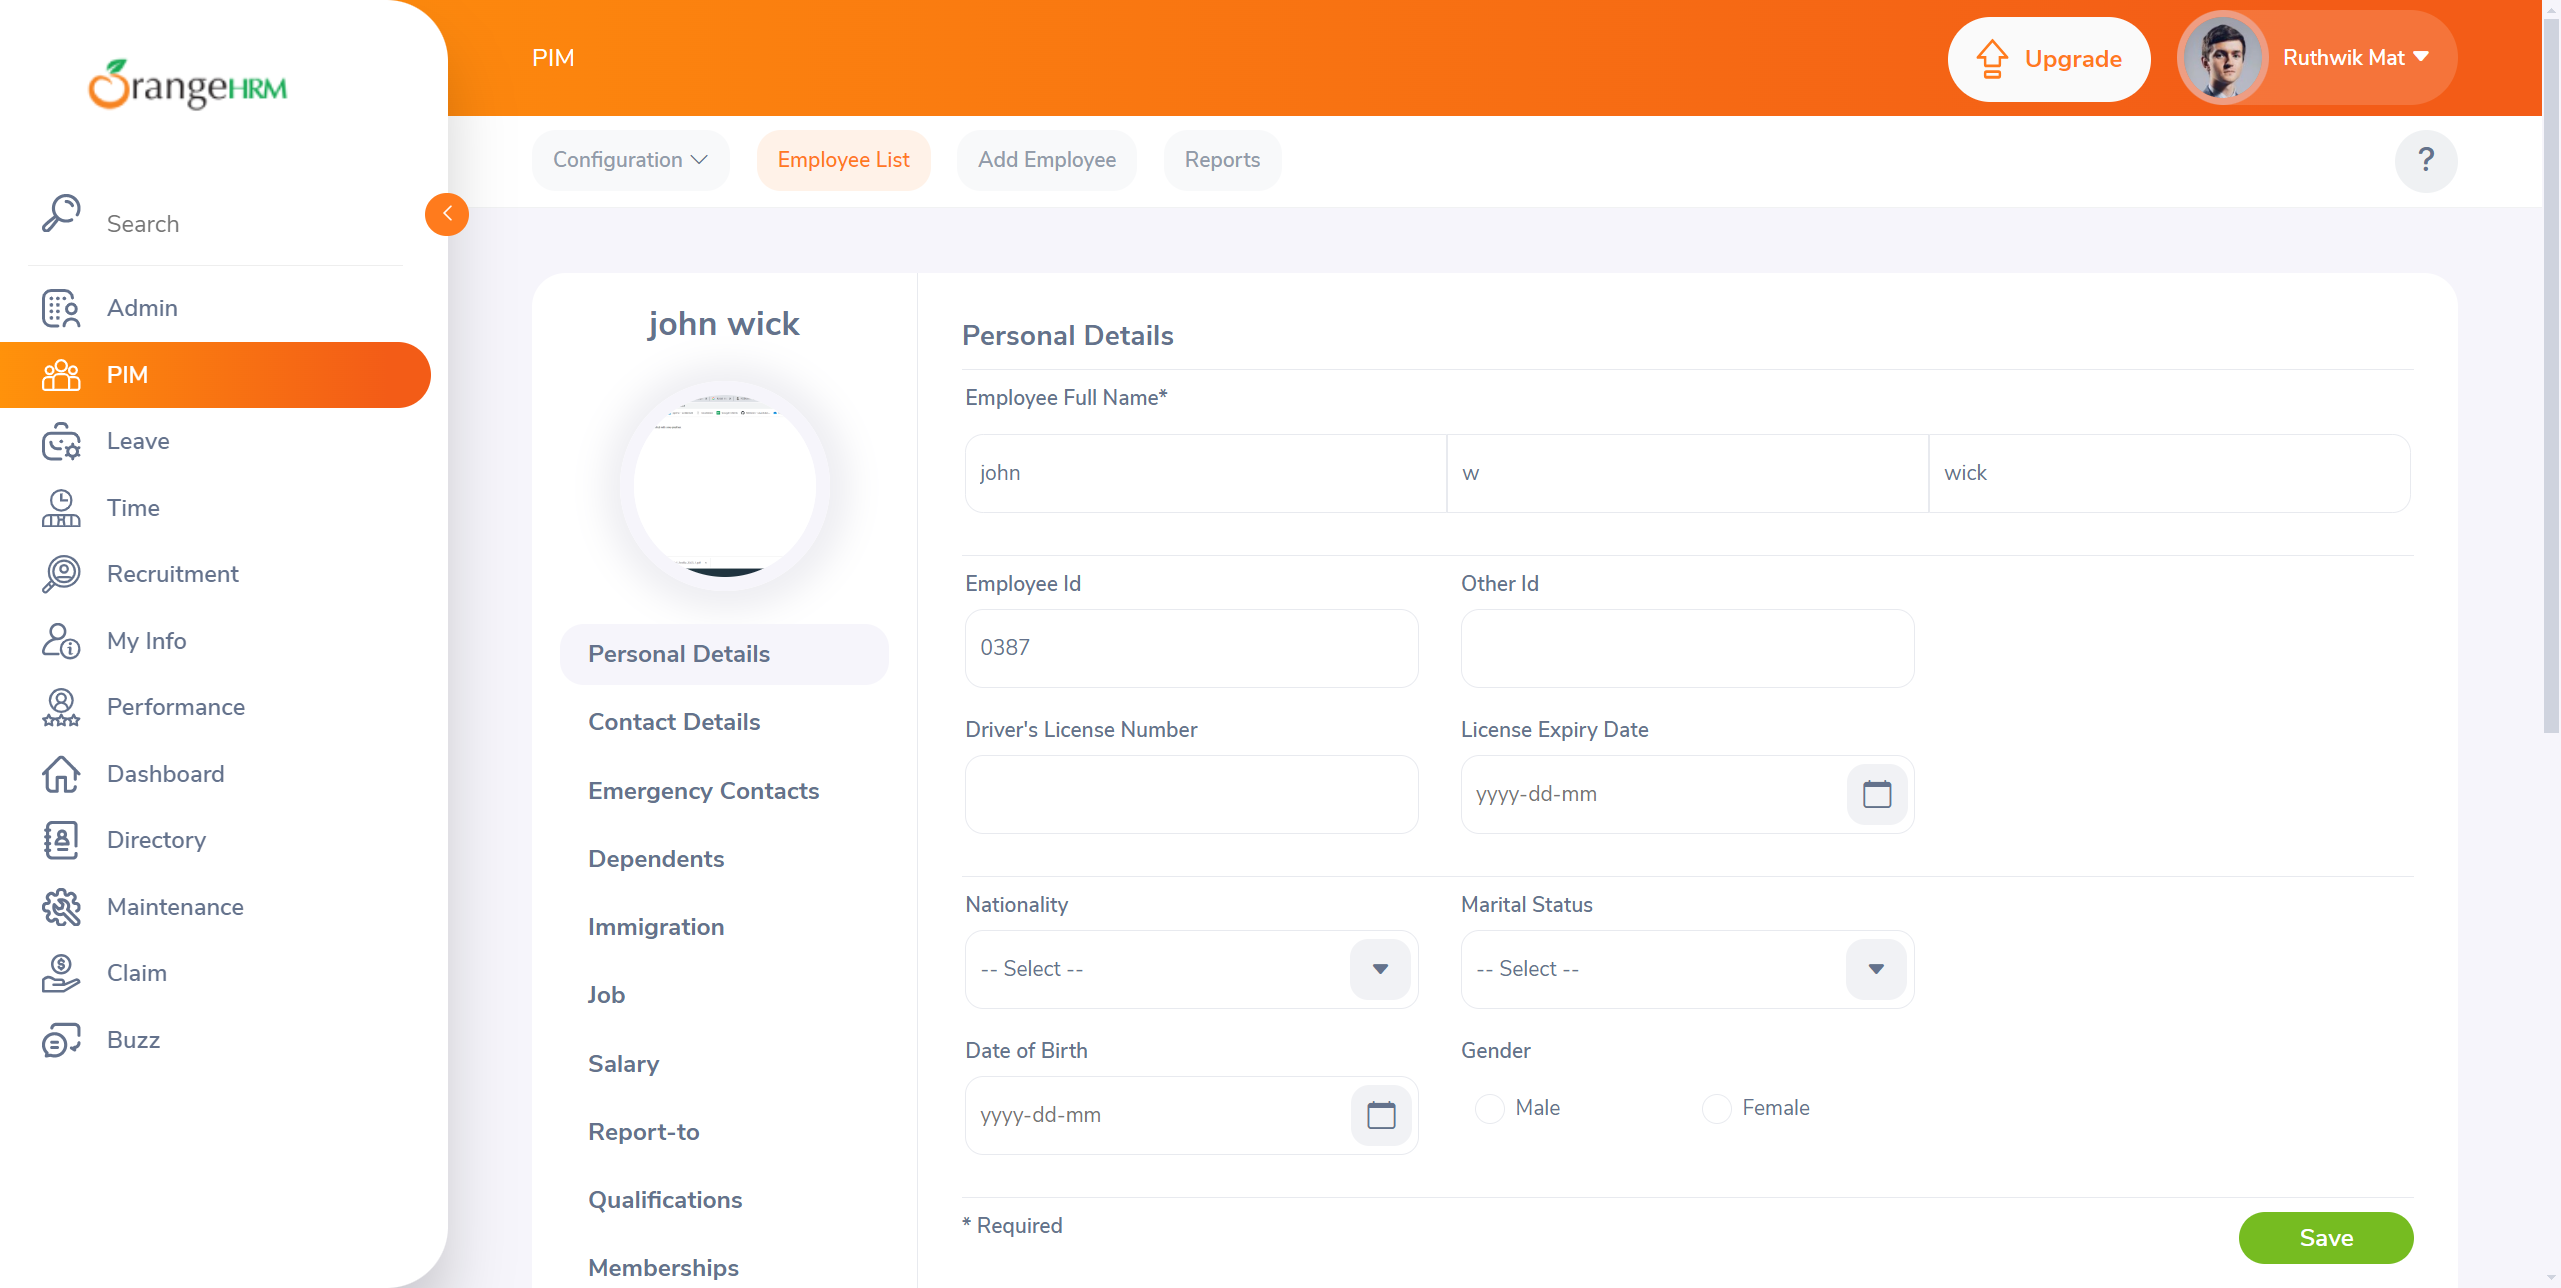 OrangeHRM
PIM
Upgrade
Ruthwik Mat
Configuration
Employee List
Add Employee
Reports
?
Search
Admin
PIM
Leave
Time
Recruitment
My Info
Performance
Dashboard
Directory
Maintenance
Claim
Buzz
john wick
Personal Details
Contact Details
Emergency Contacts
Dependents
Immigration
Job
Salary
Report-to
Qualifications
Memberships
Personal Details
Employee Full Name*
john
w
wick
Employee Id
Other Id
0387
Driver's License Number
License Expiry Date
yyyy-dd-mm
Nationality
Marital Status
-- Select --
-- Select --
Date of Birth
Gender
yyyy-dd-mm
Male
Female
* Required
Save